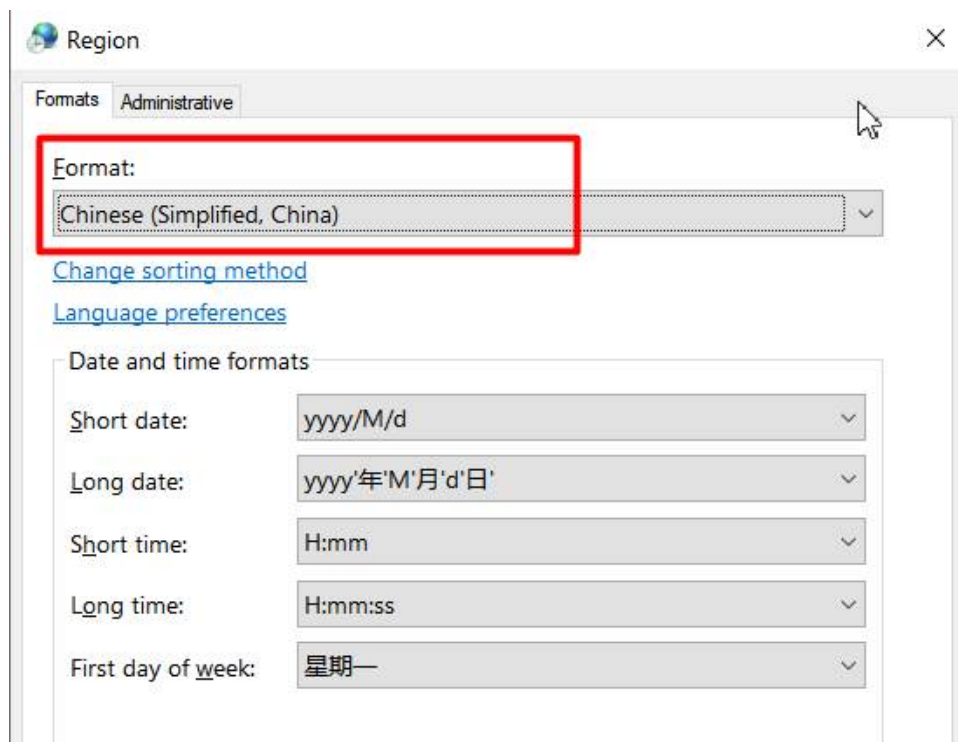 Region
Formats Administrative
Format:
Chinese (Simplified, China)
Change sorting method
Language preferences
Date and time formats
Short date: yyyy/M/d
Long date: yyyy'年'M'月'd'日'
Short time: H:mm
Long time: H:mm:ss
First day of week: 星期一